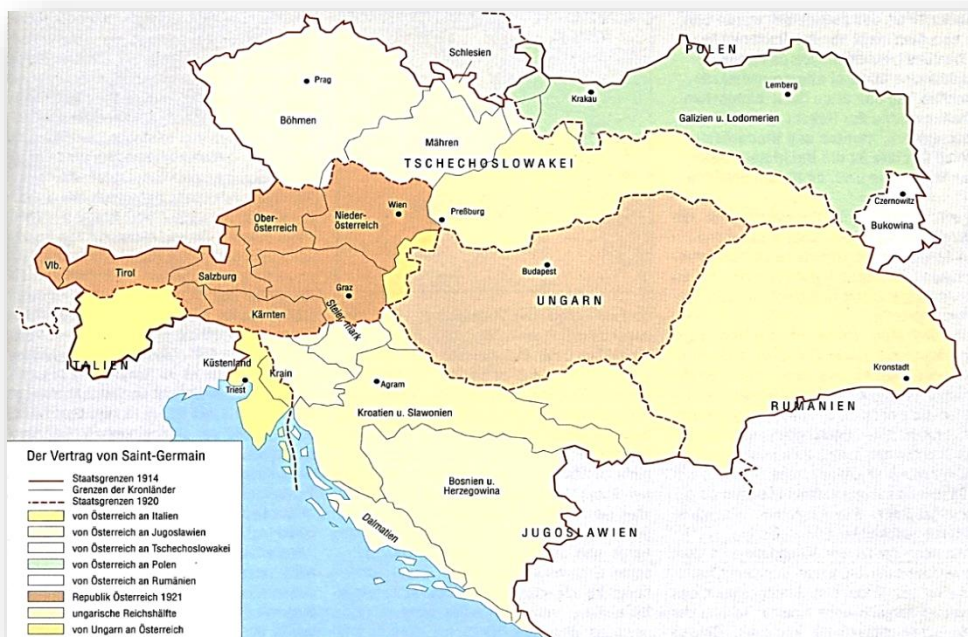 POLEN
Schlesien
Prag
Krakau
Lemberg
Böhmen
Galizien u. Lodomerien
Mähren
TSCHECHOSLOWAKEI
Czernowitz
Bukowina
Ober-
österreich
Nieder-
österreich
Wien
Preßburg
Vlb.
Tirol
Salzburg
Budapest
Graz
UNGARN
Kärnten
Steiermark
ITALIEN
Küstenland
Krain
Triest
Agram
Kronstadt
RUMÄNIEN
Kroatien u. Slawonien
Bosnien u.
Herzegowina
Dalmatien
JUGOSLAWIEN
Der Vertrag von Saint-Germain
Staatsgrenzen 1914
Grenzen der Kronländer
Staatsgrenzen 1920
von Österreich an Italien
von Österreich an Jugoslawien
von Österreich an Tschechoslowakei
von Österreich an Polen
von Österreich an Rumänien
Republik Österreich 1921
ungarische Reichshälfte
von Ungarn an Österreich